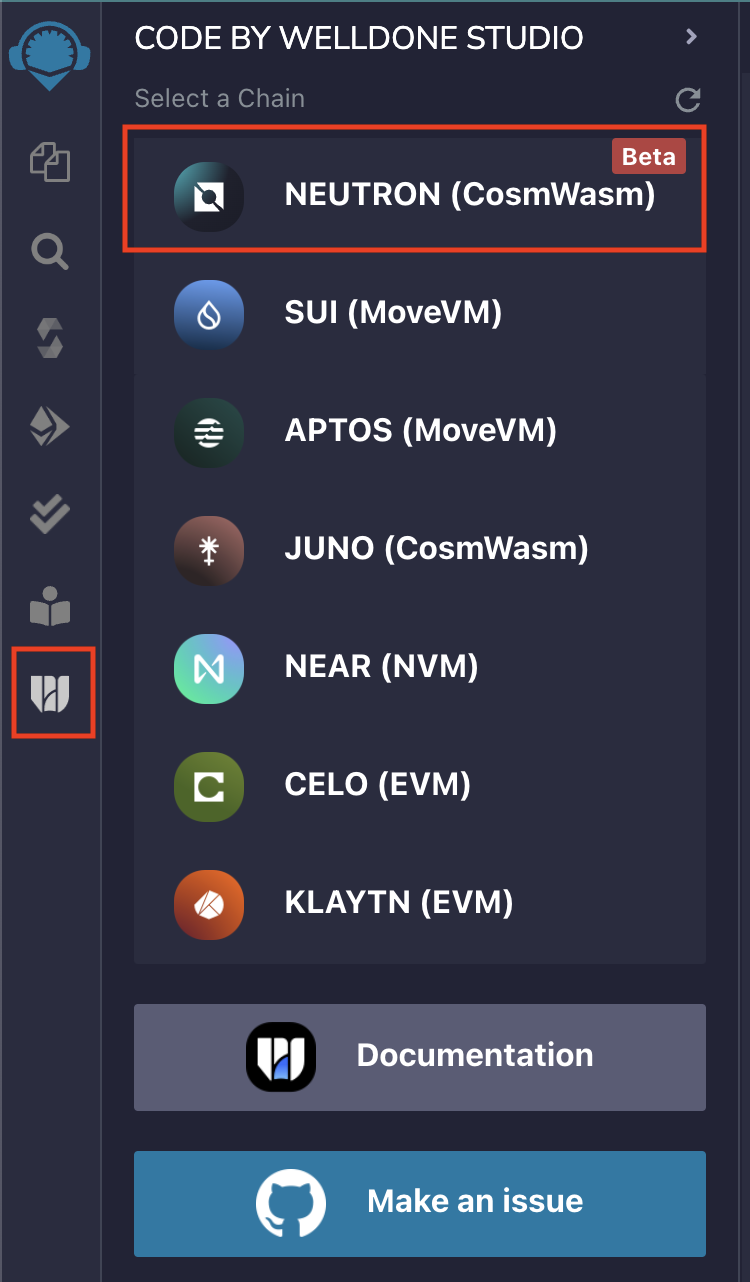 CODE BY WELLDONE STUDIO
Select a Chain
Beta
NEUTRON (CosmWasm)
SUI (MoveVM)
APTOS (MoveVM)
JUNO (CosmWasm)
NEAR (NVM)
CELO (EVM)
KLAYTN (EVM)
Documentation
Make an issue